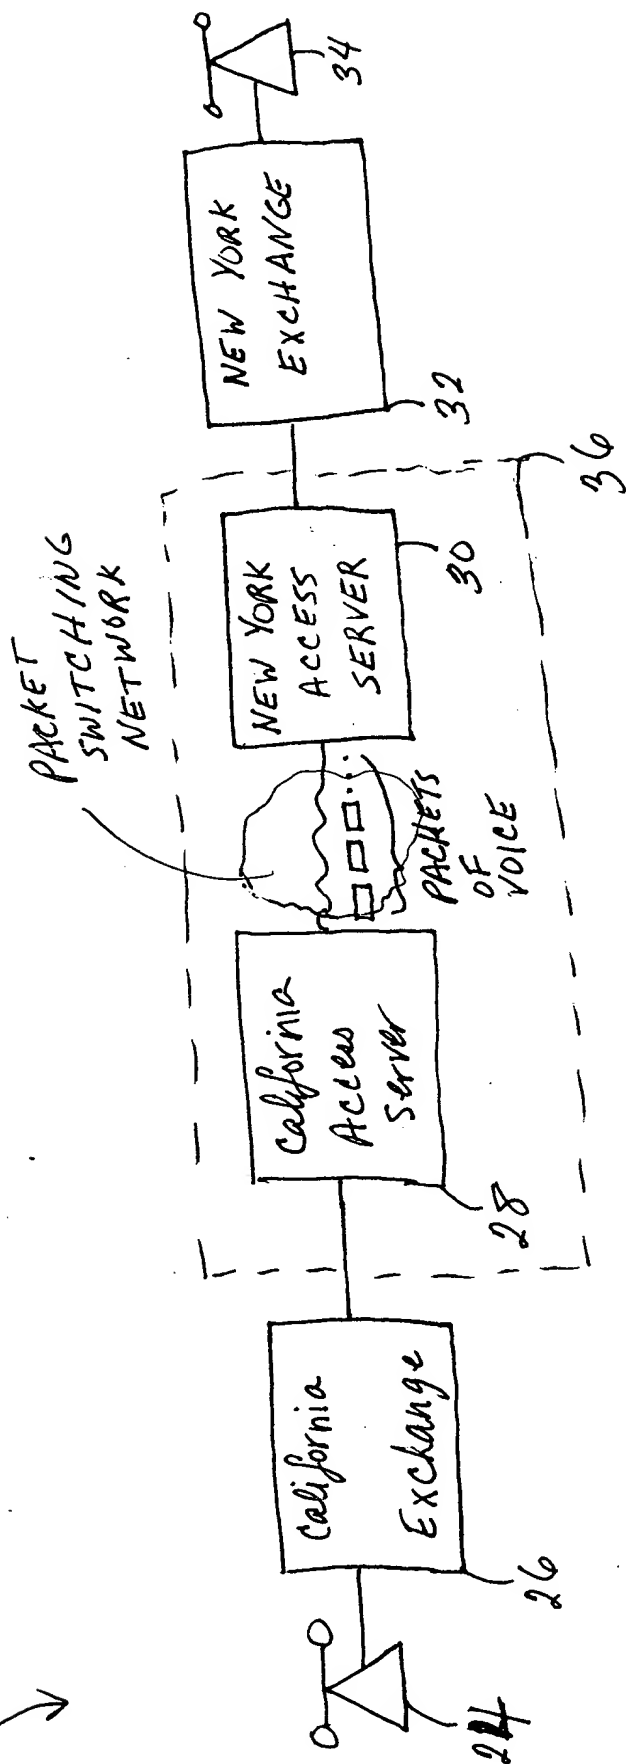 PACKET
SWITCHING
NETWORK
California
Exchange
California
Access
Server
PACKETS
OF
VOICE
NEW YORK
ACCESS
SERVER
NEW YORK
EXCHANGE
24
26
28
30
32
34
36